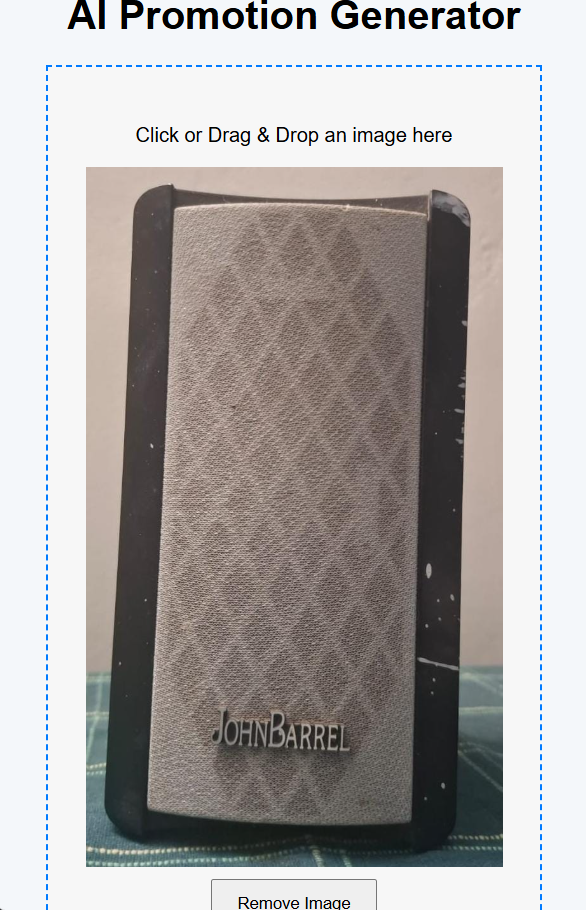 AI Promotion Generator
Click or Drag & Drop an image here
JOHNBARREL
Remove Image